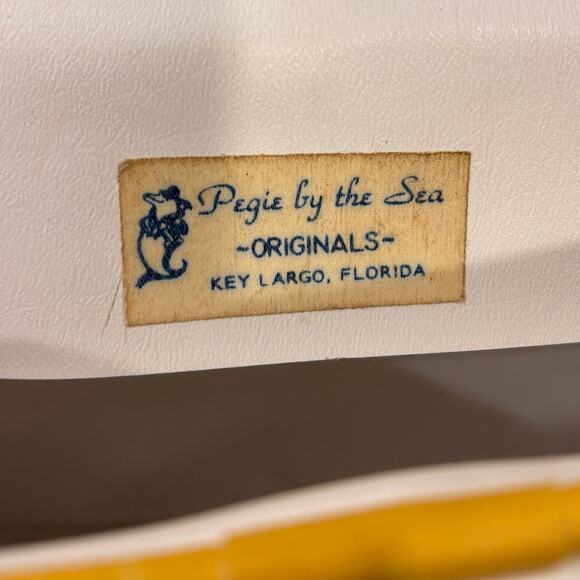 Pegie by the Sea
~ORIGINALS~
KEY LARGO, FLORIDA